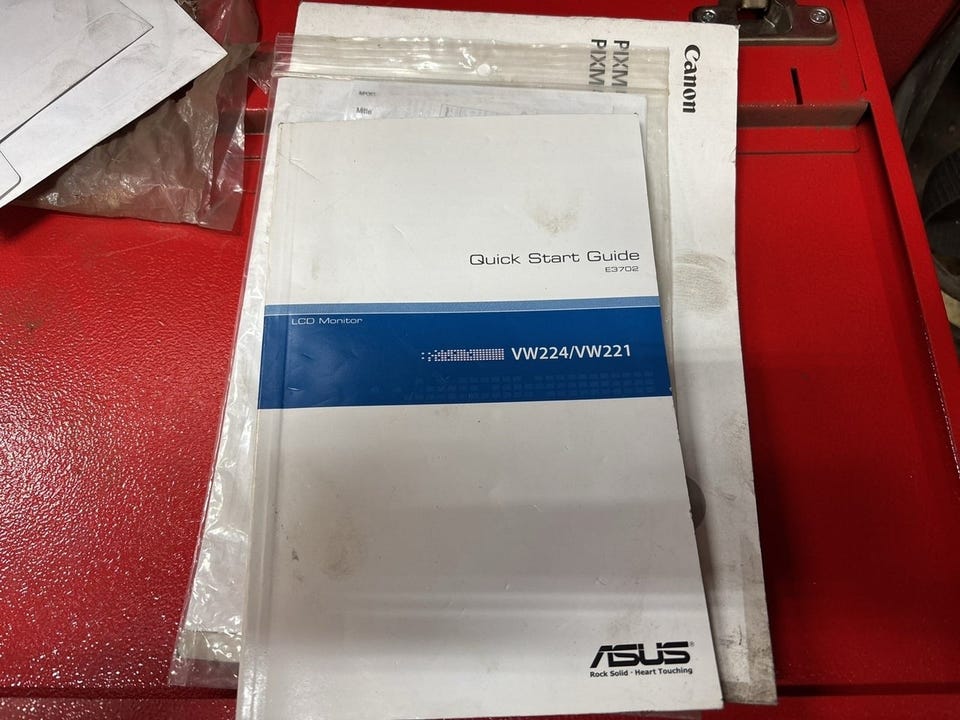 Canon
PIXM
PIXM
Quick Start Guide
E3702
LCD Monitor
VW224/VW221
ASUS®
Rock Solid · Heart Touching